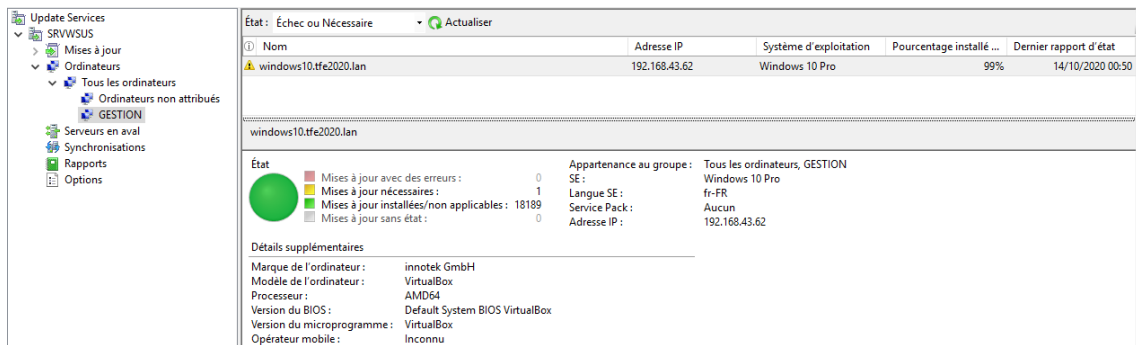 Update Services
SRVWSUS
Mises à jour
Ordinateurs
Tous les ordinateurs
Ordinateurs non attribués
GESTION
Serveurs en aval
Synchronisations
Rapports
Options
État : Échec ou Nécessaire Actualiser
Nom Adresse IP Système d'exploitation Pourcentage installé ... Dernier rapport d'état
windows10.tfe2020.lan 192.168.43.62 Windows 10 Pro 99% 14/10/2020 00:50
windows10.tfe2020.lan
État
Mises à jour avec des erreurs : 0
Mises à jour nécessaires : 1
Mises à jour installées/non applicables : 18189
Mises à jour sans état : 0
Appartenance au groupe : Tous les ordinateurs, GESTION
SE : Windows 10 Pro
Langue SE : fr-FR
Service Pack : Aucun
Adresse IP : 192.168.43.62
Détails supplémentaires
Marque de l'ordinateur : innotek GmbH
Modèle de l'ordinateur : VirtualBox
Processeur : AMD64
Version du BIOS : Default System BIOS VirtualBox
Version du microprogramme : VirtualBox
Opérateur mobile : Inconnu